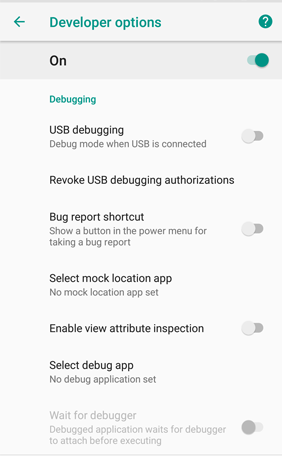 Developer options
?
On
Debugging
USB debugging
Debug mode when USB is connected
Revoke USB debugging authorizations
Bug report shortcut
Show a button in the power menu for
taking a bug report
Select mock location app
No mock location app set
Enable view attribute inspection
Select debug app
No debug application set
Wait for debugger
Debugged application waits for debugger
to attach before executing